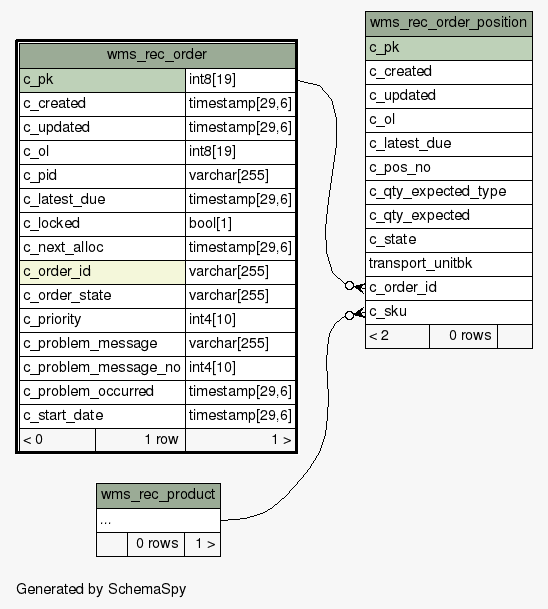 wms_rec_order
c_pk int8[19]
c_created timestamp[29,6]
c_updated timestamp[29,6]
c_ol int8[19]
c_pid varchar[255]
c_latest_due timestamp[29,6]
c_locked bool[1]
c_next_alloc timestamp[29,6]
c_order_id varchar[255]
c_order_state varchar[255]
c_priority int4[10]
c_problem_message varchar[255]
c_problem_message_no int4[10]
c_problem_occurred timestamp[29,6]
c_start_date timestamp[29,6]
< 0 1 row 1 >
wms_rec_order_position
c_pk
c_created
c_updated
c_ol
c_latest_due
c_pos_no
c_qty_expected_type
c_qty_expected
c_state
transport_unitbk
c_order_id
c_sku
< 2 0 rows
wms_rec_product
...
0 rows 1 >
Generated by SchemaSpy